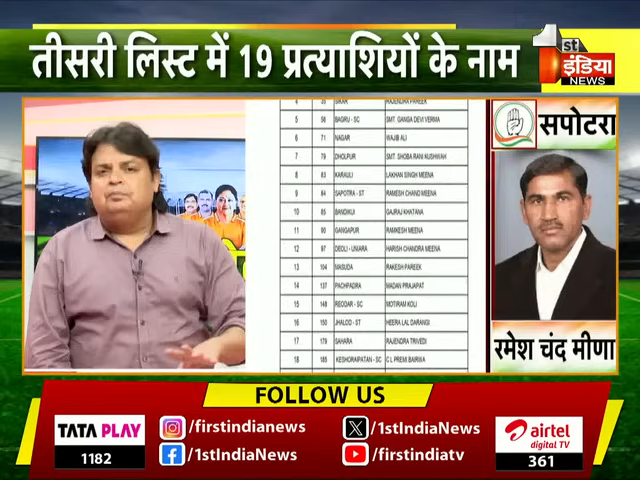 तीसरी लिस्ट में 19 प्रत्याशियों के नाम
1st
इंडिया
NEWS
4 35 SIKAR RAJENDRA PAREEK
5 56 BAGRU - SC SMT. GANGA DEVI VERMA
6 71 NAGAR WAJIB ALI
7 79 DHOLPUR SMT. SHOBA RANI KUSHWAH
8 83 KARAULI LAKHAN SINGH MEENA
9 84 SAPOTRA - ST RAMESH CHAND MEENA
10 85 BANDIKUI GAJRAJ KHATANA
11 90 GANGAPUR RAMKESH MEENA
12 97 DEOLI - UNIARA HARISH CHANDRA MEENA
13 104 MASUDA RAKESH PAREEK
14 137 PACHPADRA MADAN PRAJAPAT
15 148 REODAR - SC MOTIRAM KOLI
16 150 JHALOD - ST HEERA LAL DARANGI
17 179 SAHARA RAJENDRA TRIVEDI
18 185 KESHORAIPATAN - SC C L PREMI BAIRWA
सपोटरा
रमेश चंद मीणा
FOLLOW US
TATA PLAY
1182
/firstindianews
/1stIndiaNews
/1stIndiaNews
/firstindiatv
airtel
digital TV
361